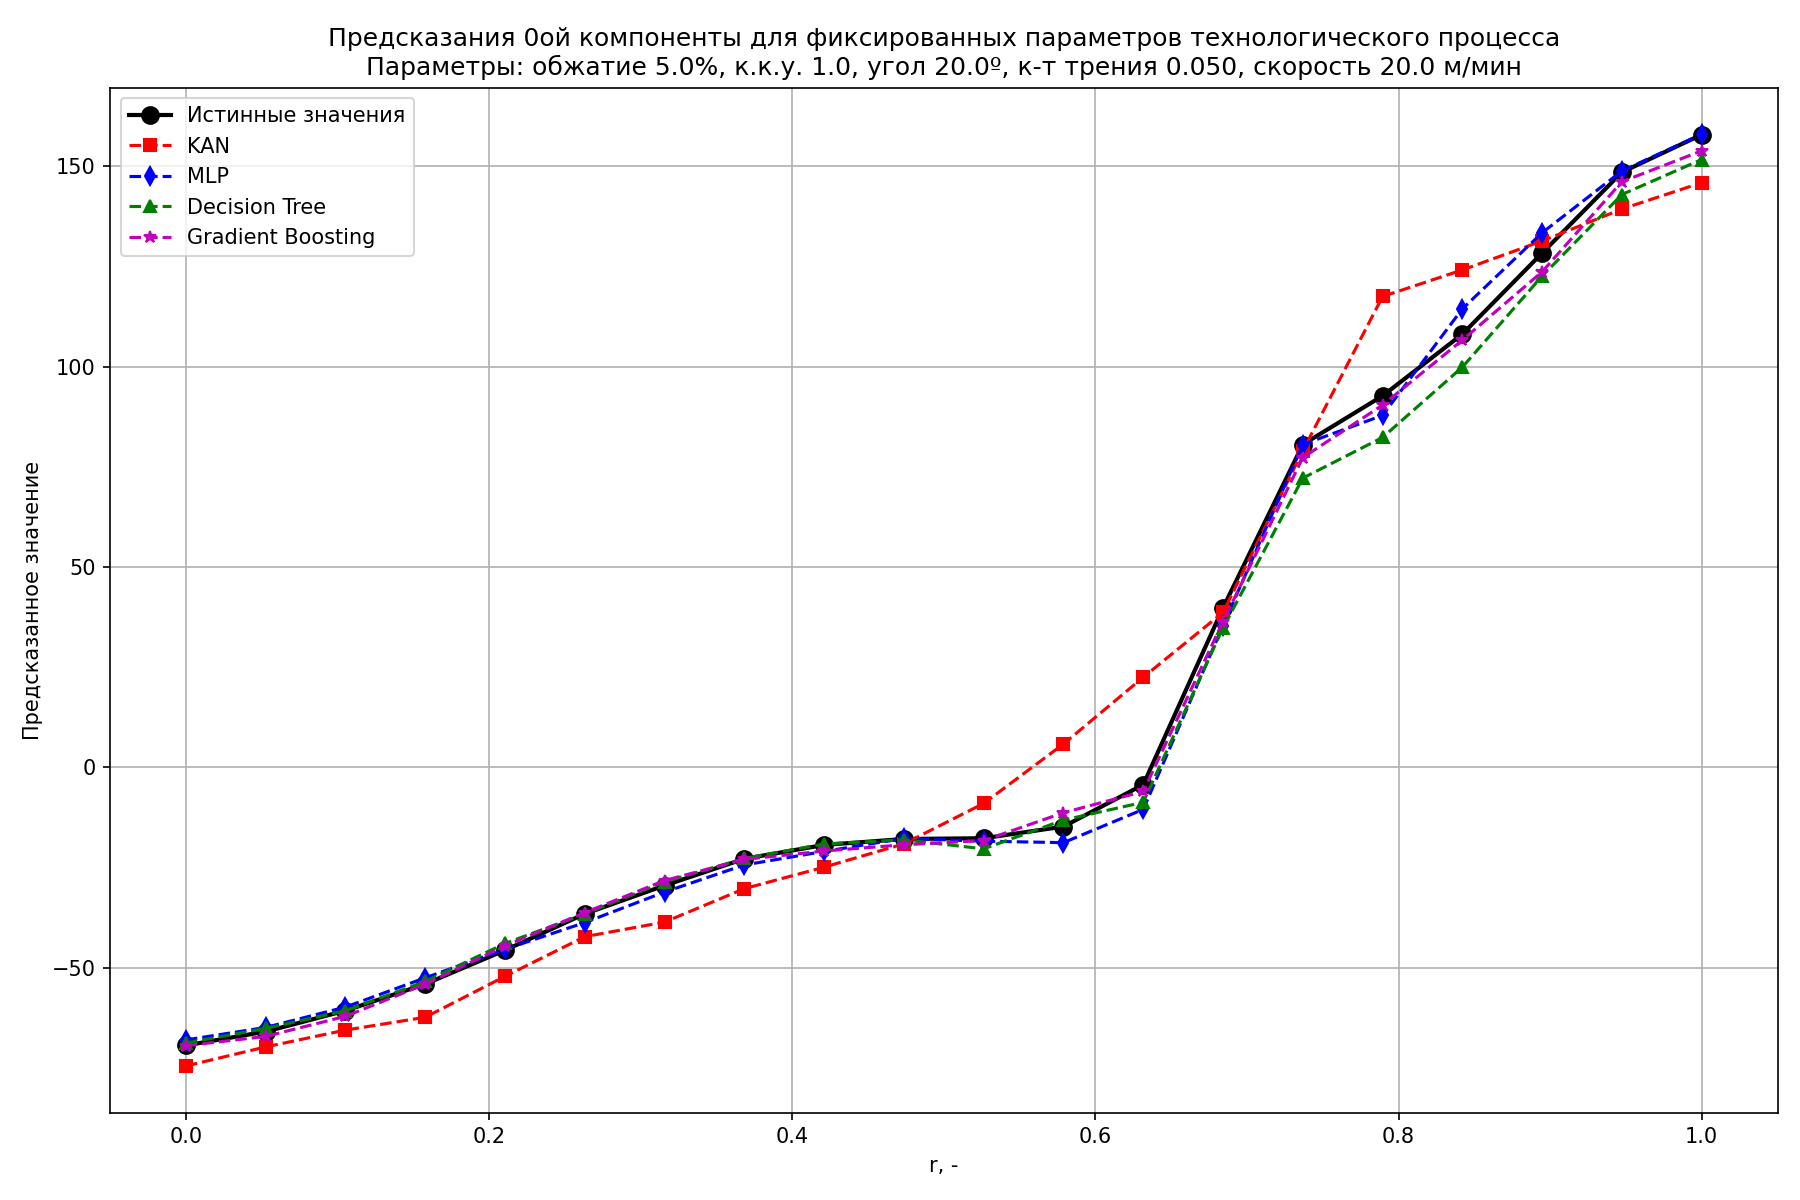 Предсказания 0ой компоненты для фиксированных параметров технологического процесса
Параметры: обжатие 5.0%, к.к.у. 1.0, угол 20.0º, к-т трения 0.050, скорость 20.0 м/мин
Истинные значения
KAN
MLP
Decision Tree
Gradient Boosting
Предсказанное значение
150
100
50
0
−50
0.0
0.2
0.4
0.6
0.8
1.0
r, -